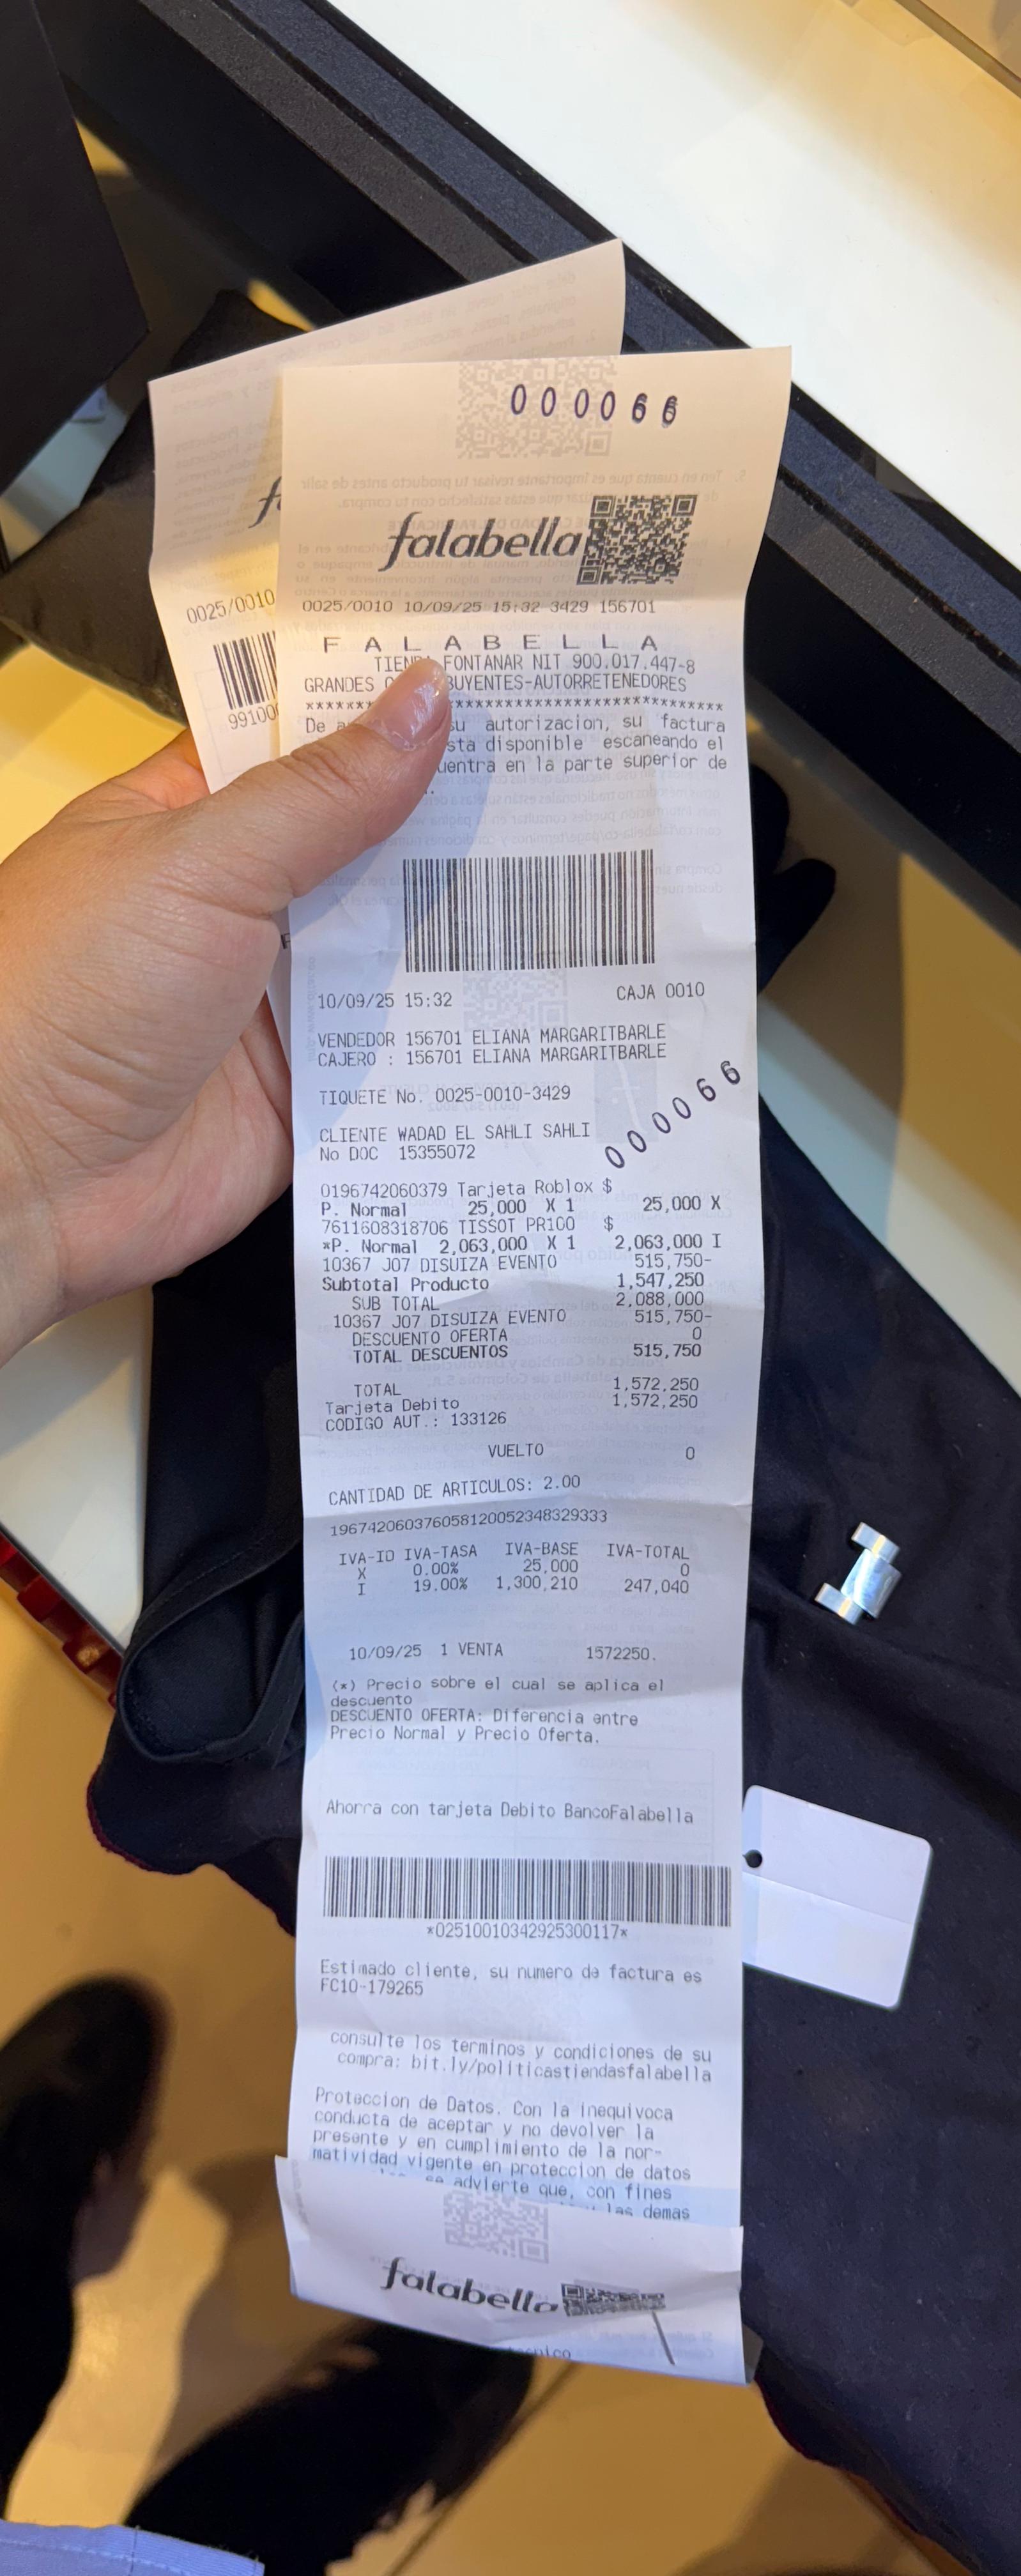 000066
falabella
0025/0010 10/09/25 15:32 3429 156701
F A L A B E L L A
TIENDA FONTANAR NIT 900.017.447-8
GRANDES BUYENTES-AUTORRETENEDORES
De su autorizacion, su factura
sta disponible escaneando el
uentra en la parte superior de
0025/0010
99100
10/09/25 15:32 CAJA 0010
VENDEDOR 156701 ELIANA MARGARITBARLE
CAJERO : 156701 ELIANA MARGARITBARLE
TIQUETE No. 0025-0010-3429
000066
CLIENTE WADAD EL SAHLI SAHLI
No DOC 15355072
0196742060379 Tarjeta Roblox $
P. Normal 25,000 X 1 25,000 X
7611608318706 TISSOT PR100 $
*P. Normal 2,063,000 X 1 2,063,000 I
10367 J07 DISUIZA EVENTO 515,750-
Subtotal Producto 1,547,250
SUB TOTAL 2,088,000
10367 J07 DISUIZA EVENTO 515,750-
DESCUENTO OFERTA 0
TOTAL DESCUENTOS 515,750
TOTAL 1,572,250
Tarjeta Debito 1,572,250
CODIGO AUT.: 133126
VUELTO 0
CANTIDAD DE ARTICULOS: 2.00
196742060376058120052348329333
IVA-ID IVA-TASA IVA-BASE IVA-TOTAL
X 0.00% 25,000 0
I 19.00% 1,300,210 247,040
10/09/25 1 VENTA 1572250.
(*) Precio sobre el cual se aplica el
descuento
DESCUENTO OFERTA: Diferencia entre
Precio Normal y Precio Oferta.
Ahorra con tarjeta Debito BancoFalabella
*02510010342925300117*
Estimado cliente, su numero de factura es
FC10-179265
consulte los terminos y condiciones de su
compra: bit.ly/politicastiendasfalabella
Proteccion de Datos. Con la inequivoca
conducta de aceptar y no devolver la
presente y en cumplimiento de la nor-
matividad vigente en proteccion de datos
se advierte que, con fines
las demas
falabella